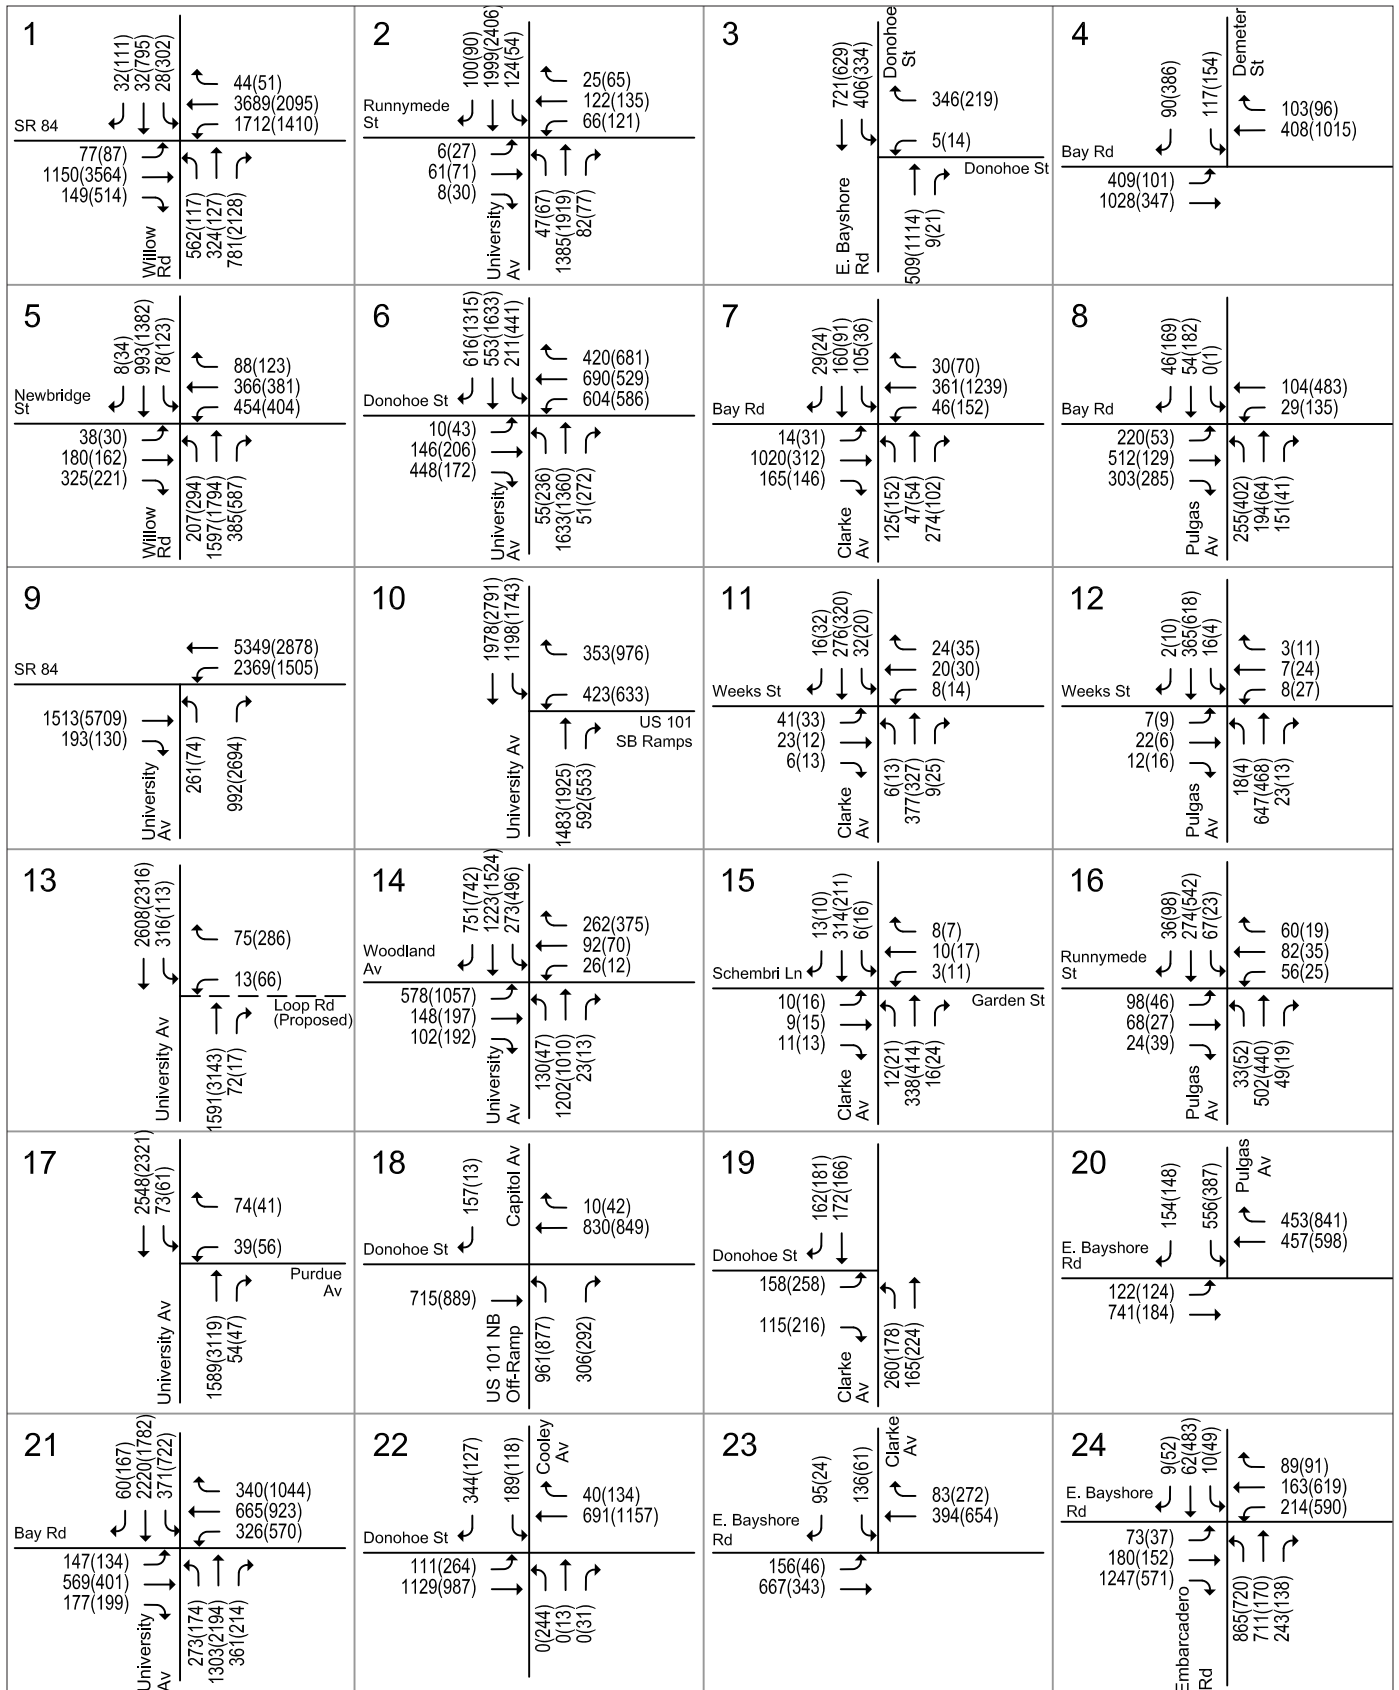 1
32(111)
32(795)
28(302)
44(51)
3689(2095)
1712(1410)
SR 84
77(87)
1150(3564)
149(514)
Willow
Rd
562(117)
324(127)
781(2128)
2
100(90)
1999(2406)
124(54)
25(65)
122(135)
66(121)
Runnymede
St
6(27)
61(71)
8(30)
University
Av
47(67)
1385(1919)
82(77)
3
721(629)
406(334)
Donohoe
St
346(219)
5(14)
Donohoe St
E. Bayshore
Rd
509(1114)
9(21)
4
90(386)
117(154)
Demeter
St
103(96)
408(1015)
Bay Rd
409(101)
1028(347)
5
8(34)
993(1382)
78(123)
88(123)
366(381)
454(404)
Newbridge
St
38(30)
180(162)
325(221)
Willow
Rd
207(294)
1597(1794)
385(587)
6
616(1315)
553(1633)
211(441)
420(681)
690(529)
604(586)
Donohoe St
10(43)
146(206)
448(172)
University
Av
55(236)
1633(1360)
51(272)
7
29(24)
160(91)
105(36)
30(70)
361(1239)
46(152)
Bay Rd
14(31)
1020(312)
165(146)
Clarke
Av
125(152)
47(54)
274(102)
8
46(169)
54(182)
0(1)
104(483)
29(135)
Bay Rd
220(53)
512(129)
303(285)
Pulgas
Av
255(402)
194(64)
151(41)
9
5349(2878)
2369(1505)
SR 84
1513(5709)
193(130)
University
Av
261(74)
992(2694)
10
1978(2791)
1198(1743)
353(976)
423(633)
US 101
SB Ramps
University Av
1483(1925)
592(553)
11
16(32)
276(320)
32(20)
24(35)
20(30)
8(14)
Weeks St
41(33)
23(12)
6(13)
Clarke
Av
6(13)
377(327)
9(25)
12
2(10)
365(618)
16(4)
3(11)
7(24)
8(27)
Weeks St
7(9)
22(6)
12(16)
Pulgas
Av
18(4)
647(468)
23(13)
13
2608(2316)
316(113)
75(286)
13(66)
Loop Rd
(Proposed)
University Av
1591(3143)
72(17)
14
751(742)
1223(1524)
273(496)
262(375)
92(70)
26(12)
Woodland
Av
578(1057)
148(197)
102(192)
University
Av
130(47)
1202(1010)
23(13)
15
13(10)
314(211)
6(16)
8(7)
10(17)
3(11)
Schembri Ln
Garden St
10(16)
9(15)
11(13)
Clarke
Av
12(21)
338(414)
16(24)
16
36(98)
274(542)
67(23)
60(19)
82(35)
56(25)
Runnymede
St
98(46)
68(27)
24(39)
Pulgas
Av
33(52)
502(440)
49(19)
17
2548(2321)
73(61)
74(41)
39(56)
Purdue
Av
University Av
1589(3119)
54(47)
18
157(13)
Capitol Av
10(42)
830(849)
Donohoe St
715(889)
US 101 NB
Off-Ramp
961(877)
306(292)
19
162(181)
172(166)
Donohoe St
158(258)
115(216)
Clarke
Av
260(178)
165(224)
20
154(148)
556(387)
Pulgas
Av
453(841)
457(598)
E. Bayshore
Rd
122(124)
741(184)
21
60(167)
2220(1782)
371(722)
340(1044)
665(923)
326(570)
Bay Rd
147(134)
569(401)
177(199)
University
Av
273(174)
1303(2194)
361(214)
22
344(127)
189(118)
Cooley
Av
40(134)
691(1157)
Donohoe St
111(264)
1129(987)
0(244)
0(13)
0(31)
23
95(24)
136(61)
Clarke
Av
83(272)
394(654)
E. Bayshore
Rd
156(46)
667(343)
24
9(52)
62(483)
10(49)
89(91)
163(619)
214(590)
E. Bayshore
Rd
73(37)
180(152)
1247(571)
Embarcadero
Rd
865(720)
711(170)
243(138)